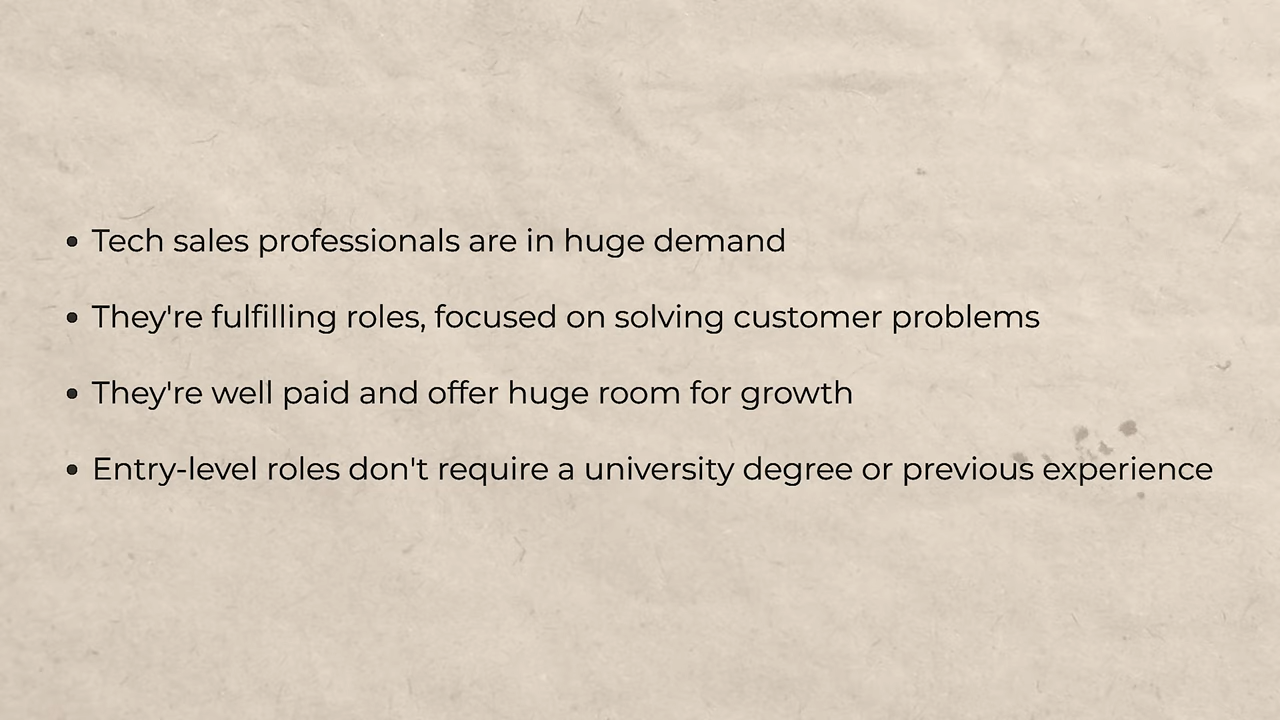 • Tech sales professionals are in huge demand
• They're fulfilling roles, focused on solving customer problems
• They're well paid and offer huge room for growth
• Entry-level roles don't require a university degree or previous experience